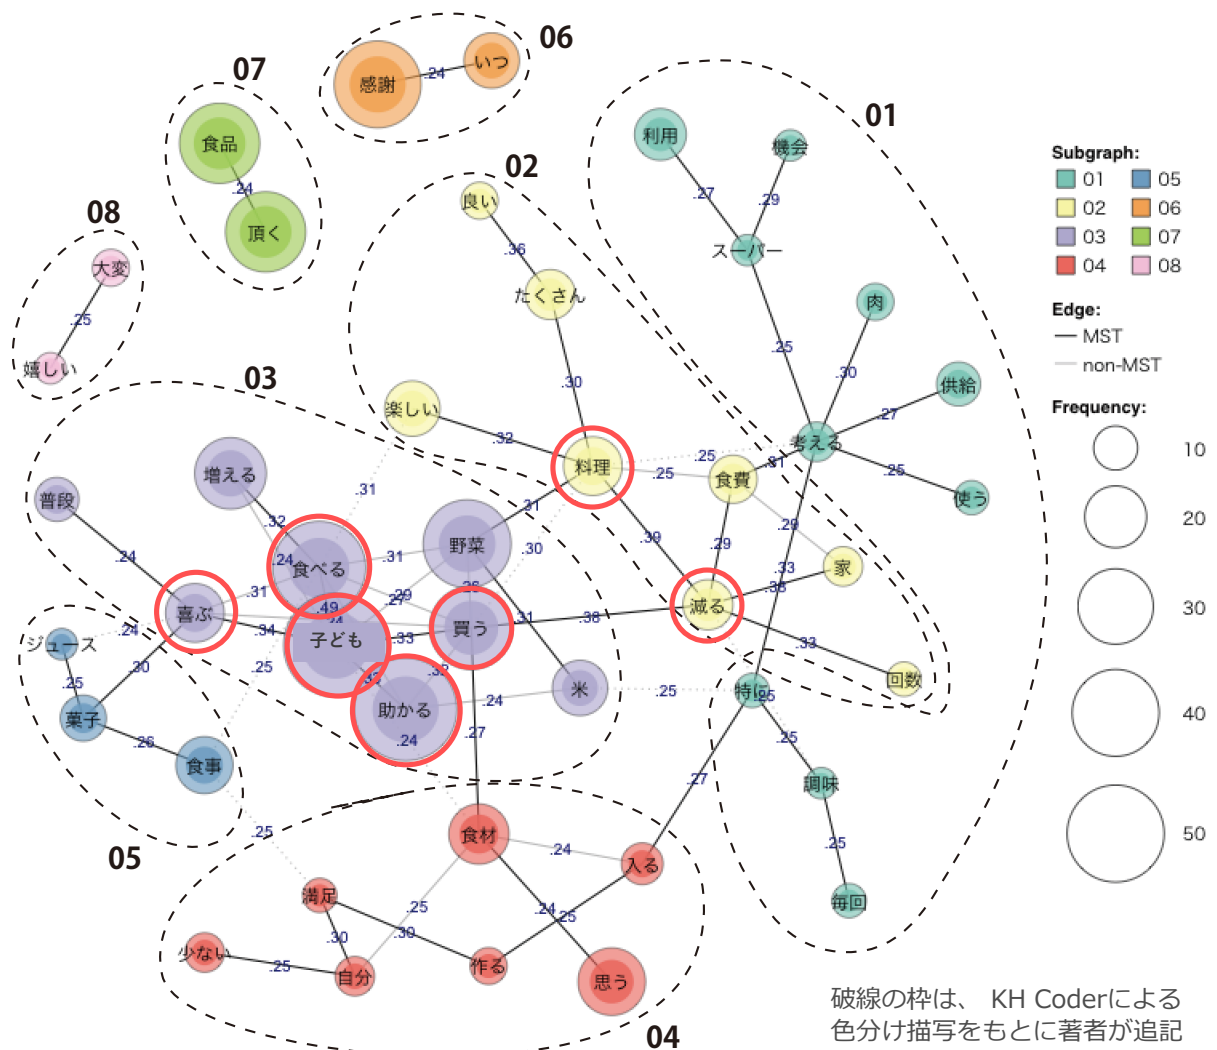 06
いつ
.24
感謝
07
食品
.24
頂く
01
利用
機会
.27
.29
スーパー
02
良い
.36
たくさん
08
大変
.25
嬉しい
肉
.25
.30
.30
供給
.27
03
楽しい
.32
考える
.25
.31
料理
.25
食費
.25
使う
増える
普段
.31
.31
.32
.39
.29
.29
.24
.24
野菜
.31
.30
食べる
家
.33
.38
.31
.29
.27
.26
.49
喜ぶ
減る
.31
.38
買う
子ども
.34
.33
.33
.24
ジュース
.30
.25
.25
.32
回数
米
.25
特に
.25
菓子
助かる
.24
.24
.26
.27
.25
食事
調味
.27
.25
食材
.25
.24
入る
05
満足
毎回
.25
.24
.25
.30
.30
少ない
.25
自分
作る
思う
04
Subgraph:
01 05
02 06
03 07
04 08
Edge:
MST
non-MST
Frequency:
10
20
30
40
50
破線の枠は、 KH Coderによる
色分け描写をもとに著者が追記